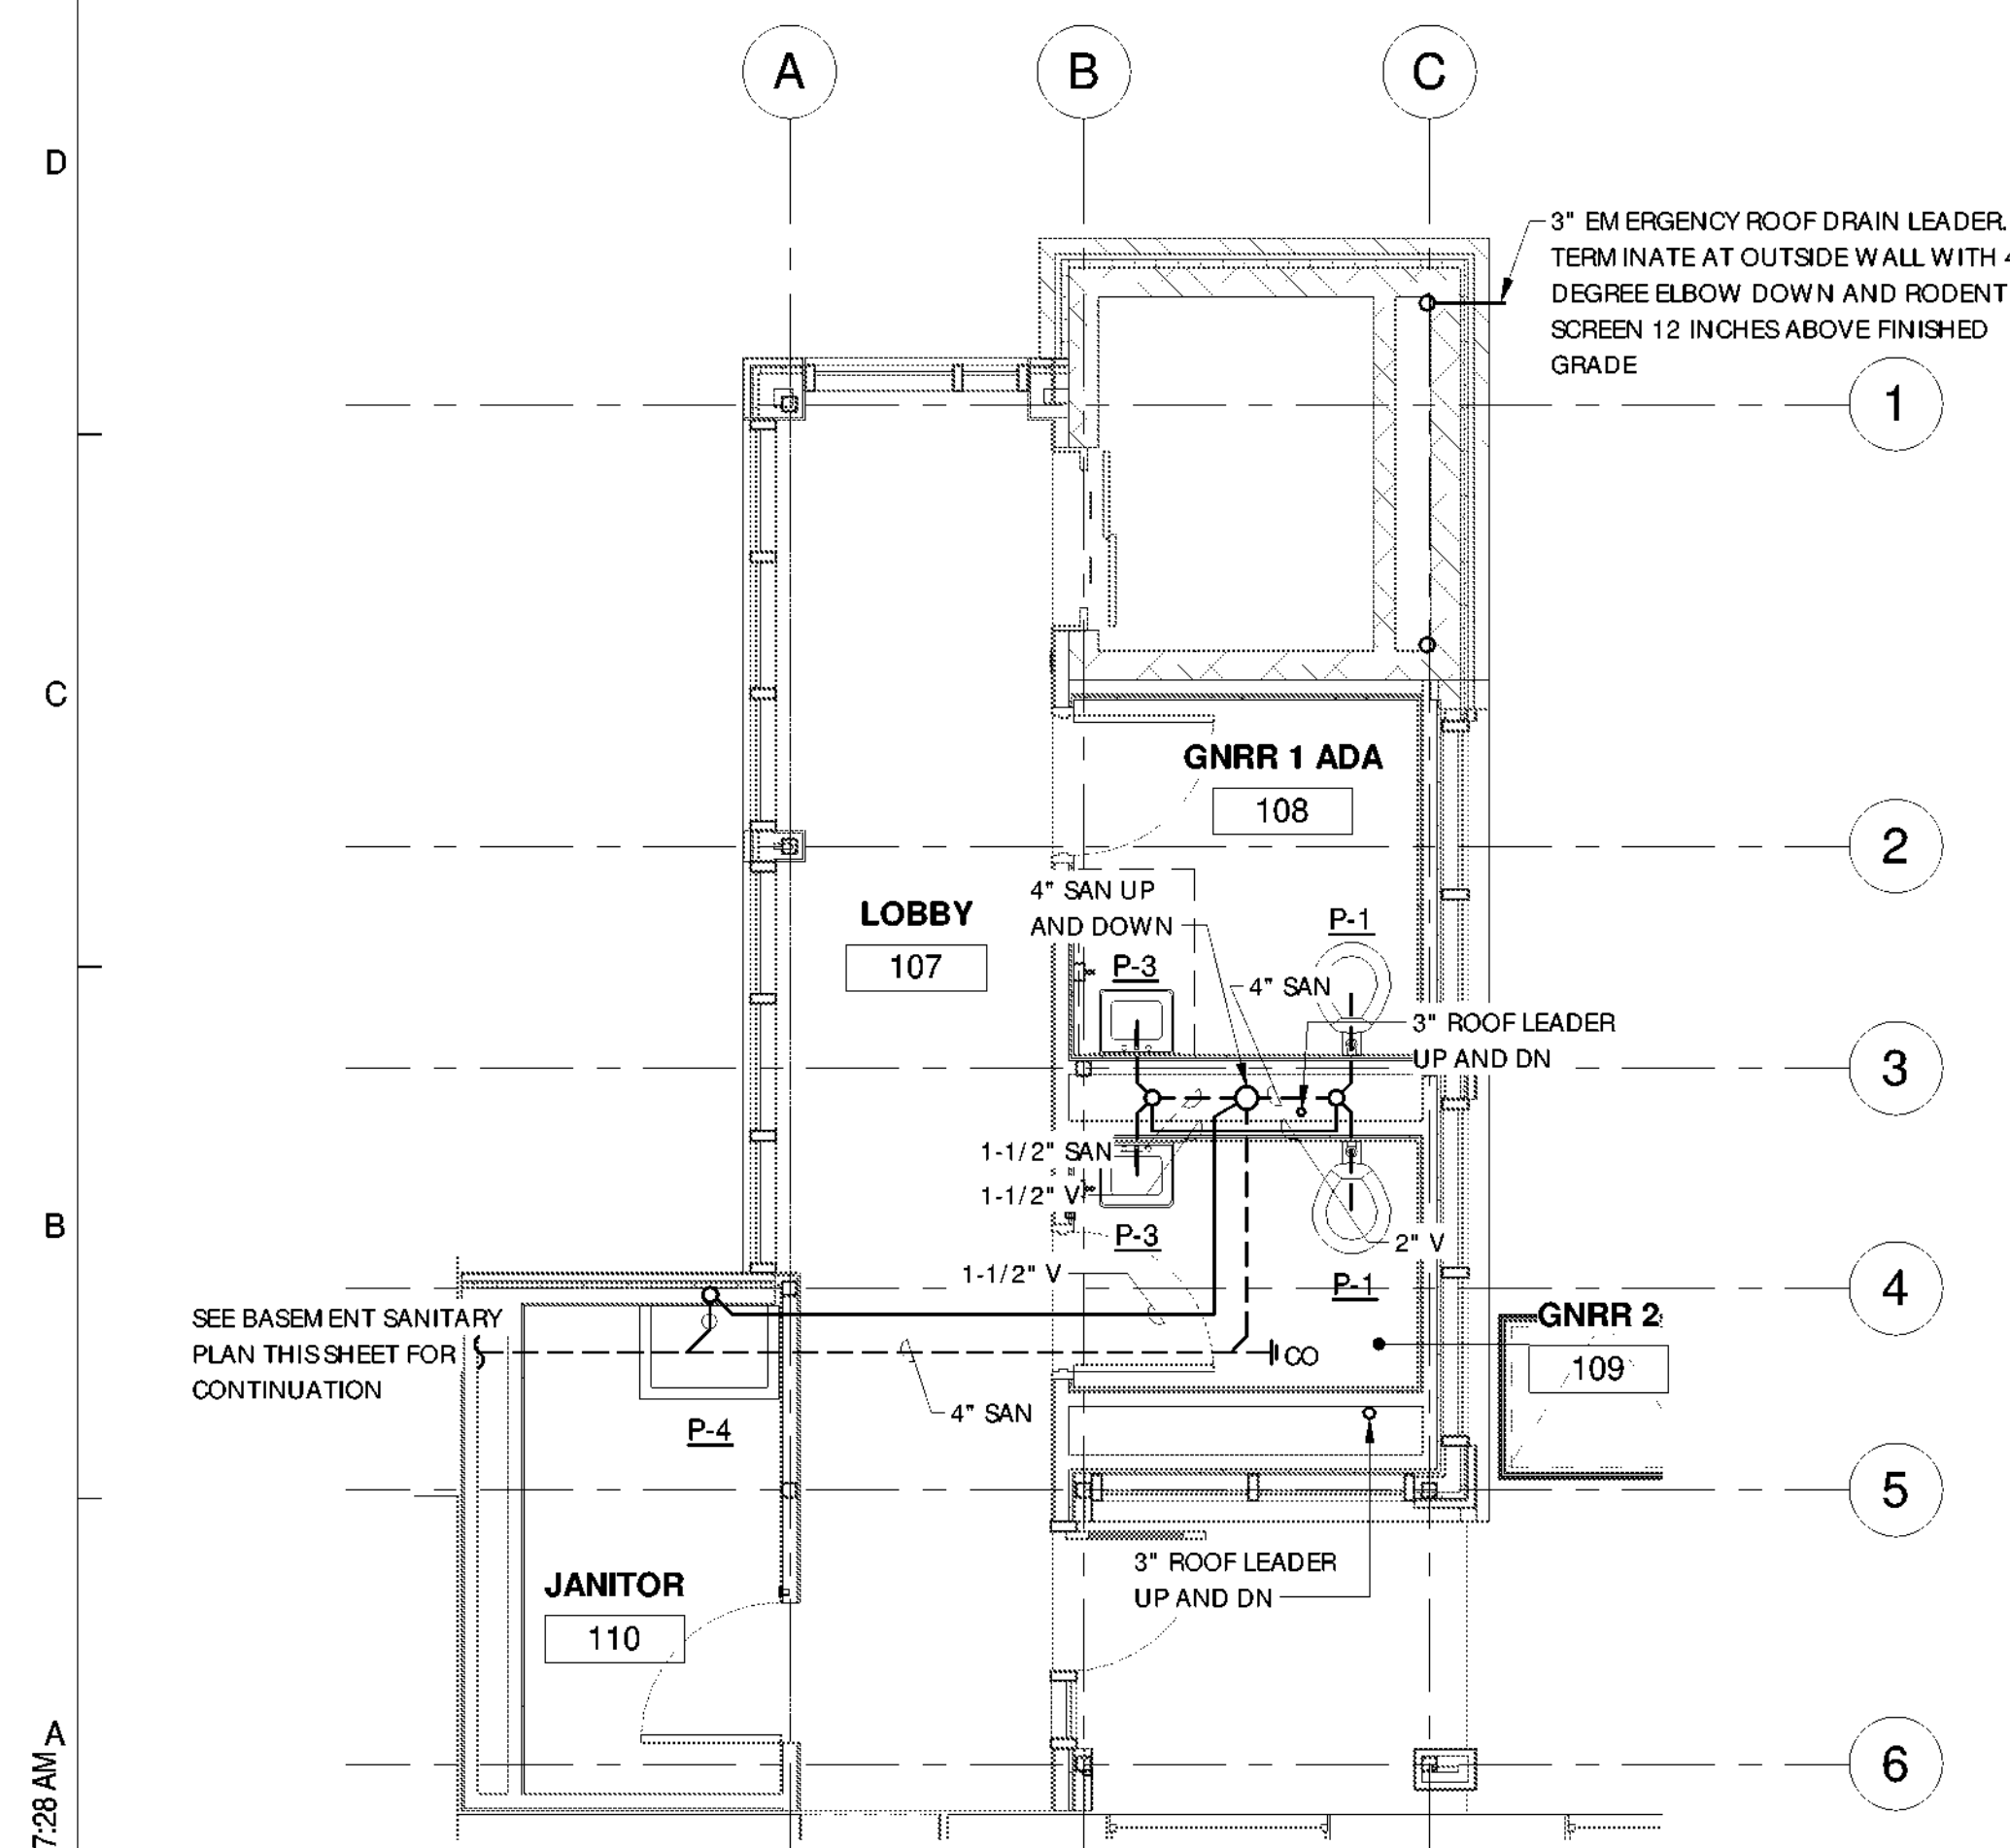 A
B
C
D
3" EMERGENCY ROOF DRAIN LEADER.
TERMINATE AT OUTSIDE WALL WITH 4
DEGREE ELBOW DOWN AND RODENT
SCREEN 12 INCHES ABOVE FINISHED
GRADE
1
C
GNRR 1 ADA
108
2
4" SAN UP
AND DOWN
LOBBY
107
P-1
P-3
4" SAN
3" ROOF LEADER
UP AND DN
3
1-1/2" SAN
1-1/2" V
B
P-3
2" V
1-1/2" V
P-1
4
SEE BASEMENT SANITARY
PLAN THIS SHEET FOR
CONTINUATION
GNRR 2
109
CO
4" SAN
P-4
5
3" ROOF LEADER
UP AND DN
JANITOR
110
A
6
7:28 AM